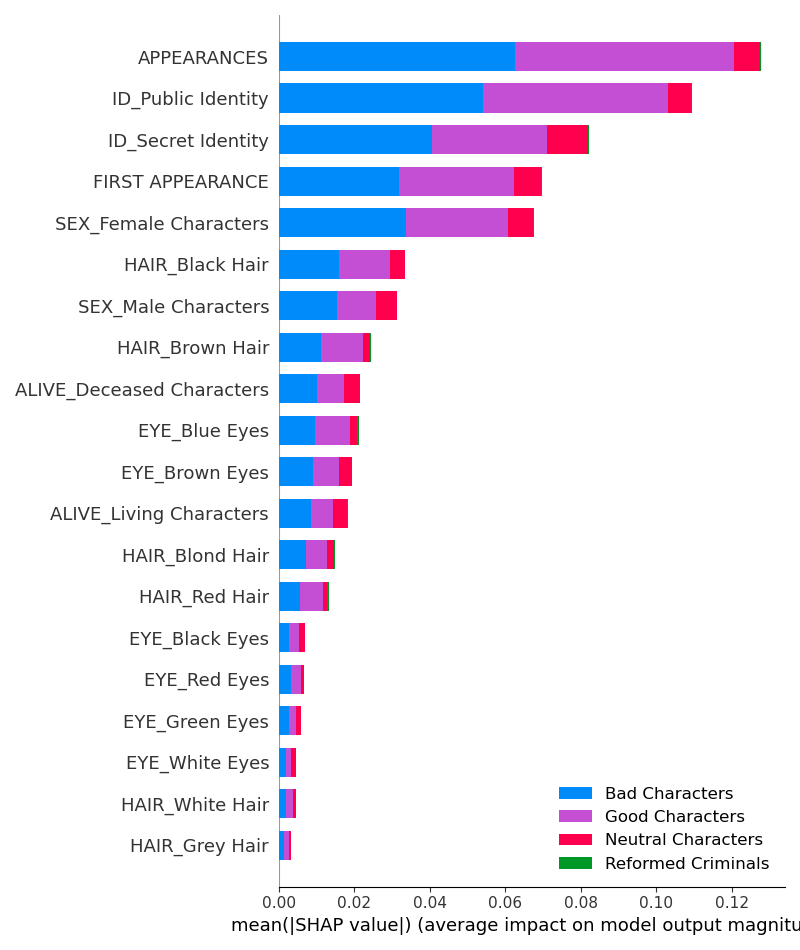 APPEARANCES
ID_Public Identity
ID_Secret Identity
FIRST APPEARANCE
SEX_Female Characters
HAIR_Black Hair
SEX_Male Characters
HAIR_Brown Hair
ALIVE_Deceased Characters
EYE_Blue Eyes
EYE_Brown Eyes
ALIVE_Living Characters
HAIR_Blond Hair
HAIR_Red Hair
EYE_Black Eyes
EYE_Red Eyes
EYE_Green Eyes
EYE_White Eyes
HAIR_White Hair
HAIR_Grey Hair
Bad Characters
Good Characters
Neutral Characters
Reformed Criminals
0.00 0.02 0.04 0.06 0.08 0.10 0.12
mean(|SHAP value|) (average impact on model output magnitu